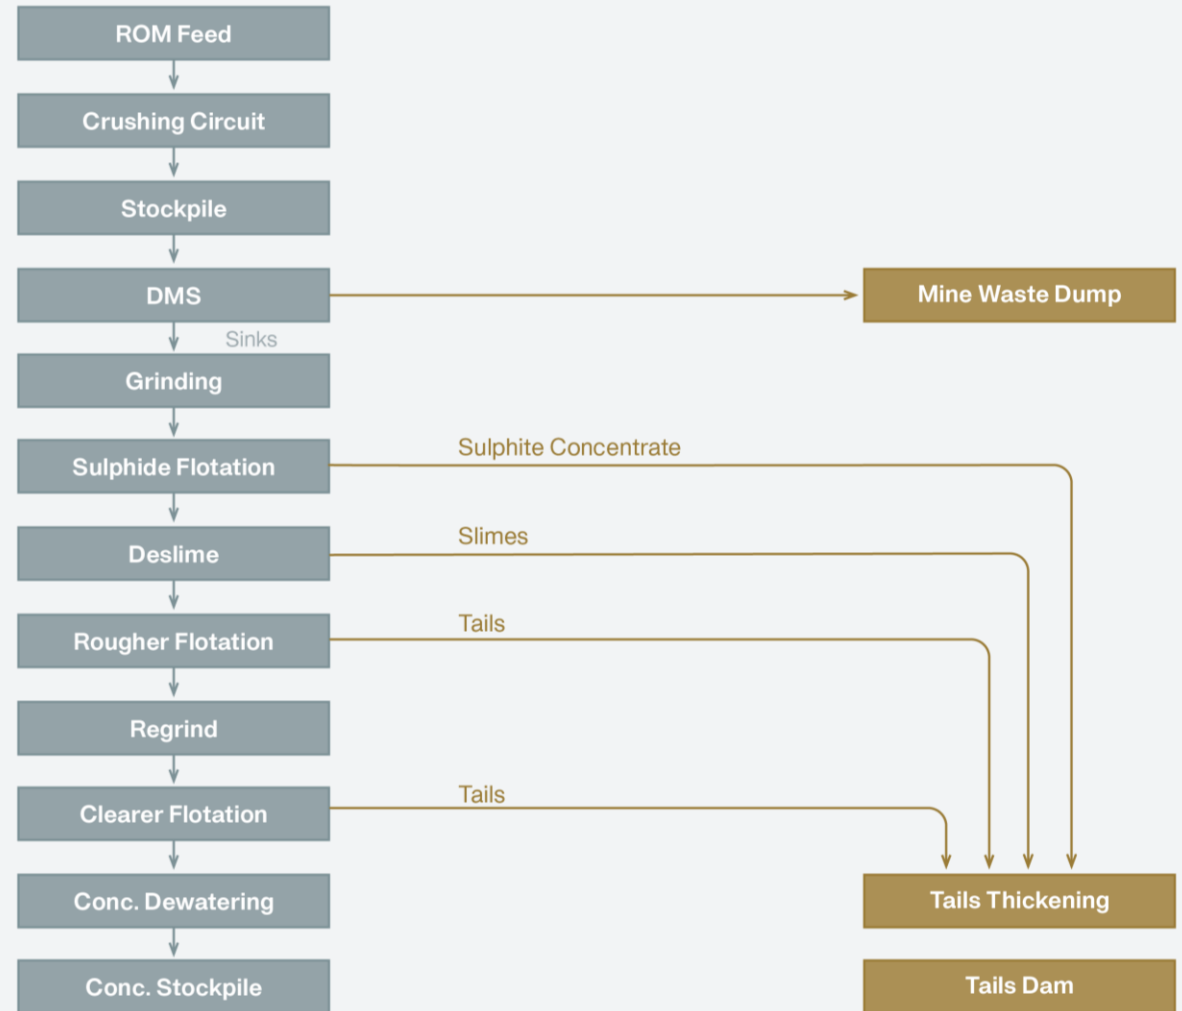 ROM Feed
Crushing Circuit
Stockpile
DMS
Mine Waste Dump
Sinks
Grinding
Sulphide Flotation
Sulphite Concentrate
Deslime
Slimes
Rougher Flotation
Tails
Regrind
Clearer Flotation
Tails
Conc. Dewatering
Tails Thickening
Conc. Stockpile
Tails Dam